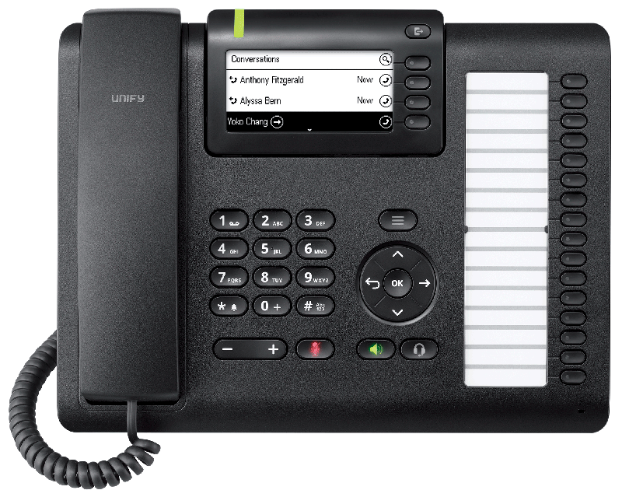 UNIFY
Conversations
Anthony Fitzgerald New
Alyssa Bern New
Yoko Chang
1 2 ABC 3 DEF
4 GHI 5 JKL 6 MNO
7 PQRS 8 TUV 9 WXYZ
* 0 + #
OK
− +